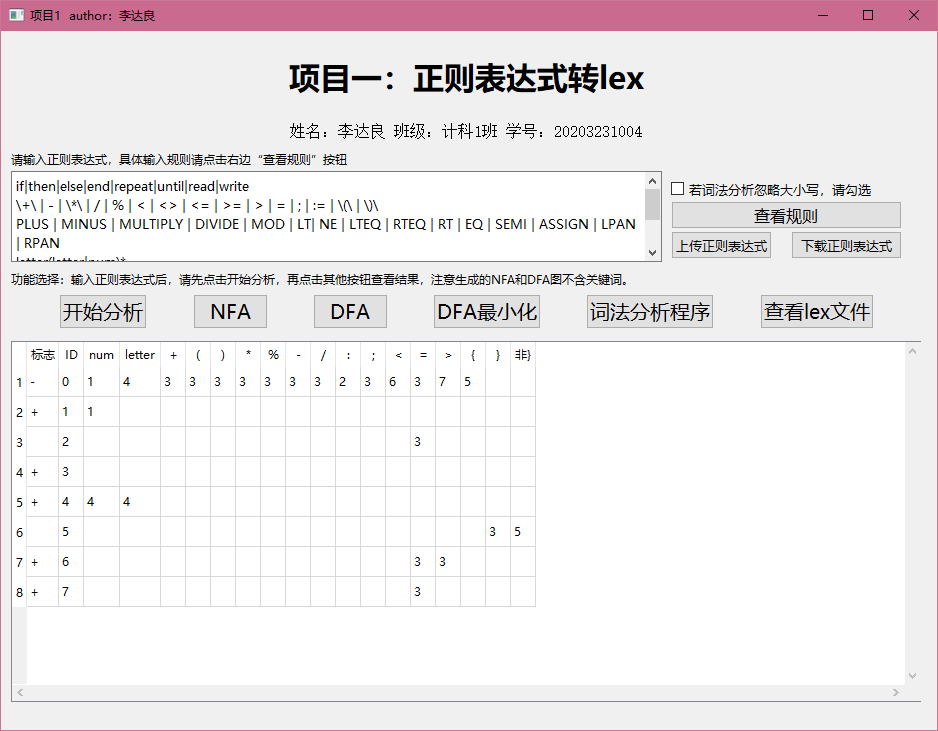 项目1 author: 李达良
项目一：正则表达式转lex
姓名：李达良 班级：计科1班 学号：20203231004
请输入正则表达式，具体输入规则请点击右边“查看规则”按钮
if|then|else|end|repeat|until|read|write
\+\ | - | \*\ | / | % | < | <> | <= | >= | > | = | ; | := | \(\ | \)\
PLUS | MINUS | MULTIPLY | DIVIDE | MOD | LT| NE | LTEQ | RTEQ | RT | EQ | SEMI | ASSIGN | LPAN
| RPAN
letter(letter|num)*
若词法分析忽略大小写，请勾选
查看规则
上传正则表达式 下载正则表达式
功能选择：输入正则表达式后，请先点击开始分析，再点击其他按钮查看结果，注意生成的NFA和DFA图不含关键词。
开始分析 NFA DFA DFA最小化 词法分析程序 查看lex文件
标志 ID num letter + ( ) * % - / : ; < = > { } 非}
1 - 0 1 4 3 3 3 3 3 3 3 2 3 6 3 7 5
2 + 1 1
3 2 3
4 + 3
5 + 4 4 4
6 5 3 5
7 + 6 3 3
8 + 7 3